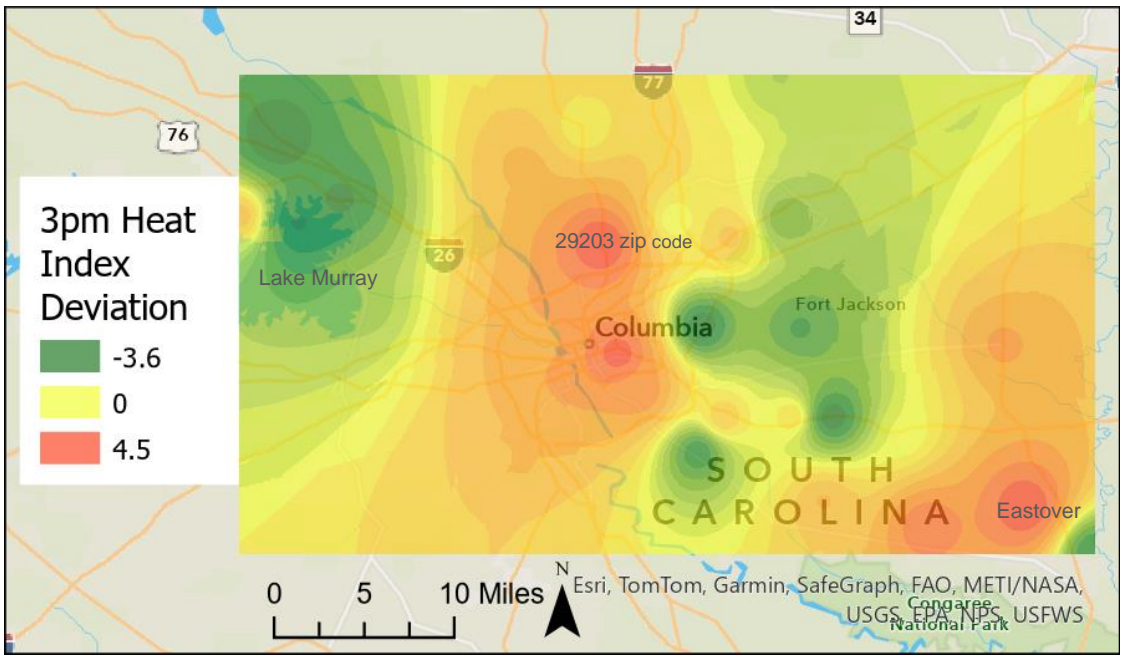 34
77
76
3pm Heat
Index
Deviation
-3.6
0
4.5
29203 zip code
26
Lake Murray
Fort Jackson
Columbia
SOUTH
CAROLINA
Eastover
0 5 10 Miles
N
Esri, TomTom, Garmin, SafeGraph, FAO, METI/NASA,
USGS, EPA, NPS, USFWS
Congaree
National Park